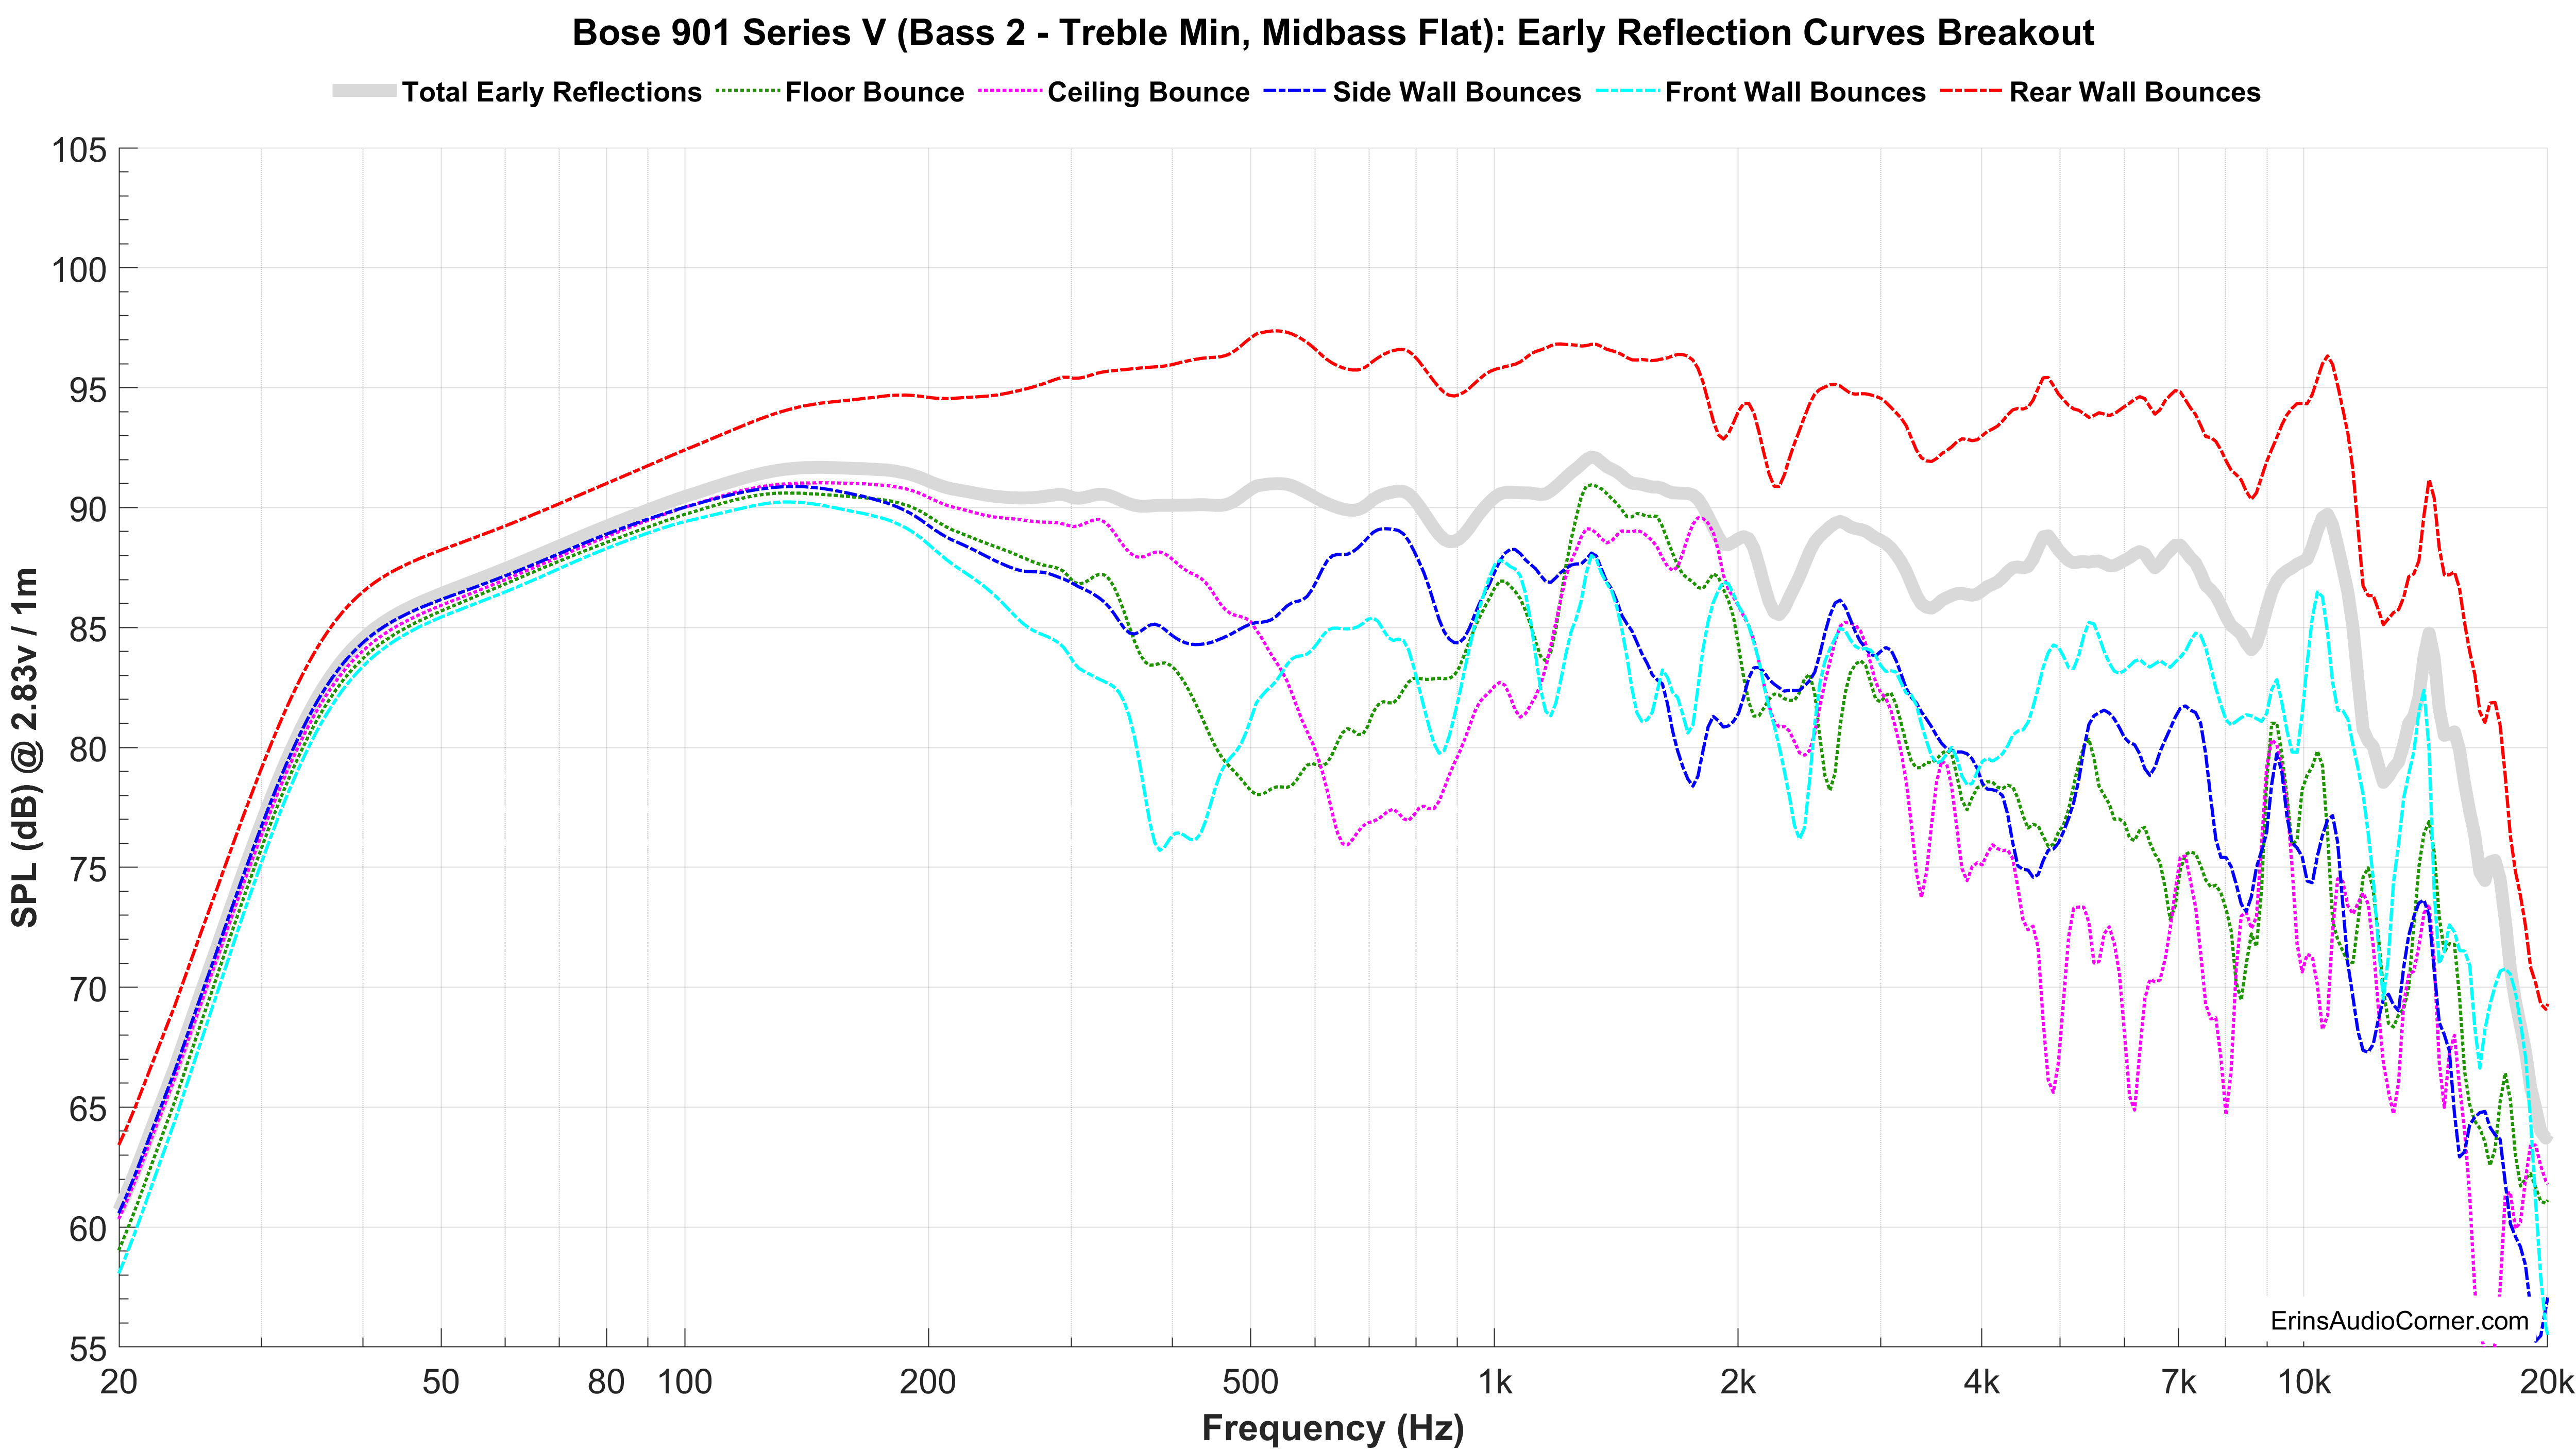 Bose 901 Series V (Bass 2 - Treble Min, Midbass Flat): Early Reflection Curves Breakout
Total Early Reflections Floor Bounce Ceiling Bounce Side Wall Bounces Front Wall Bounces Rear Wall Bounces
105
100
95
90
85
80
75
70
65
60
55
SPL (dB) @ 2.83v / 1m
ErinsAudioCorner.com
20 50 80 100 200 500 1k 2k 4k 7k 10k 20k
Frequency (Hz)